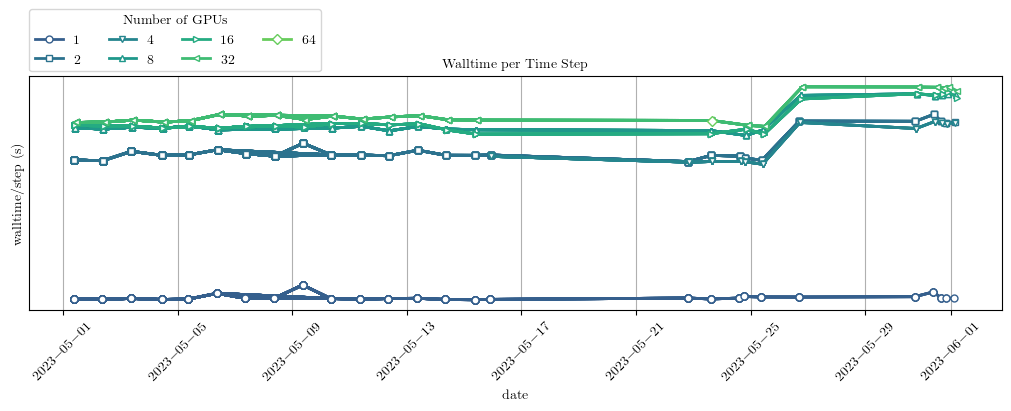 Number of GPUs
1 4 16 64
2 8 32
Walltime per Time Step
walltime/step (s)
2023−05−01 2023−05−05 2023−05−09 2023−05−13 2023−05−17 2023−05−21 2023−05−25 2023−05−29 2023−06−01
date